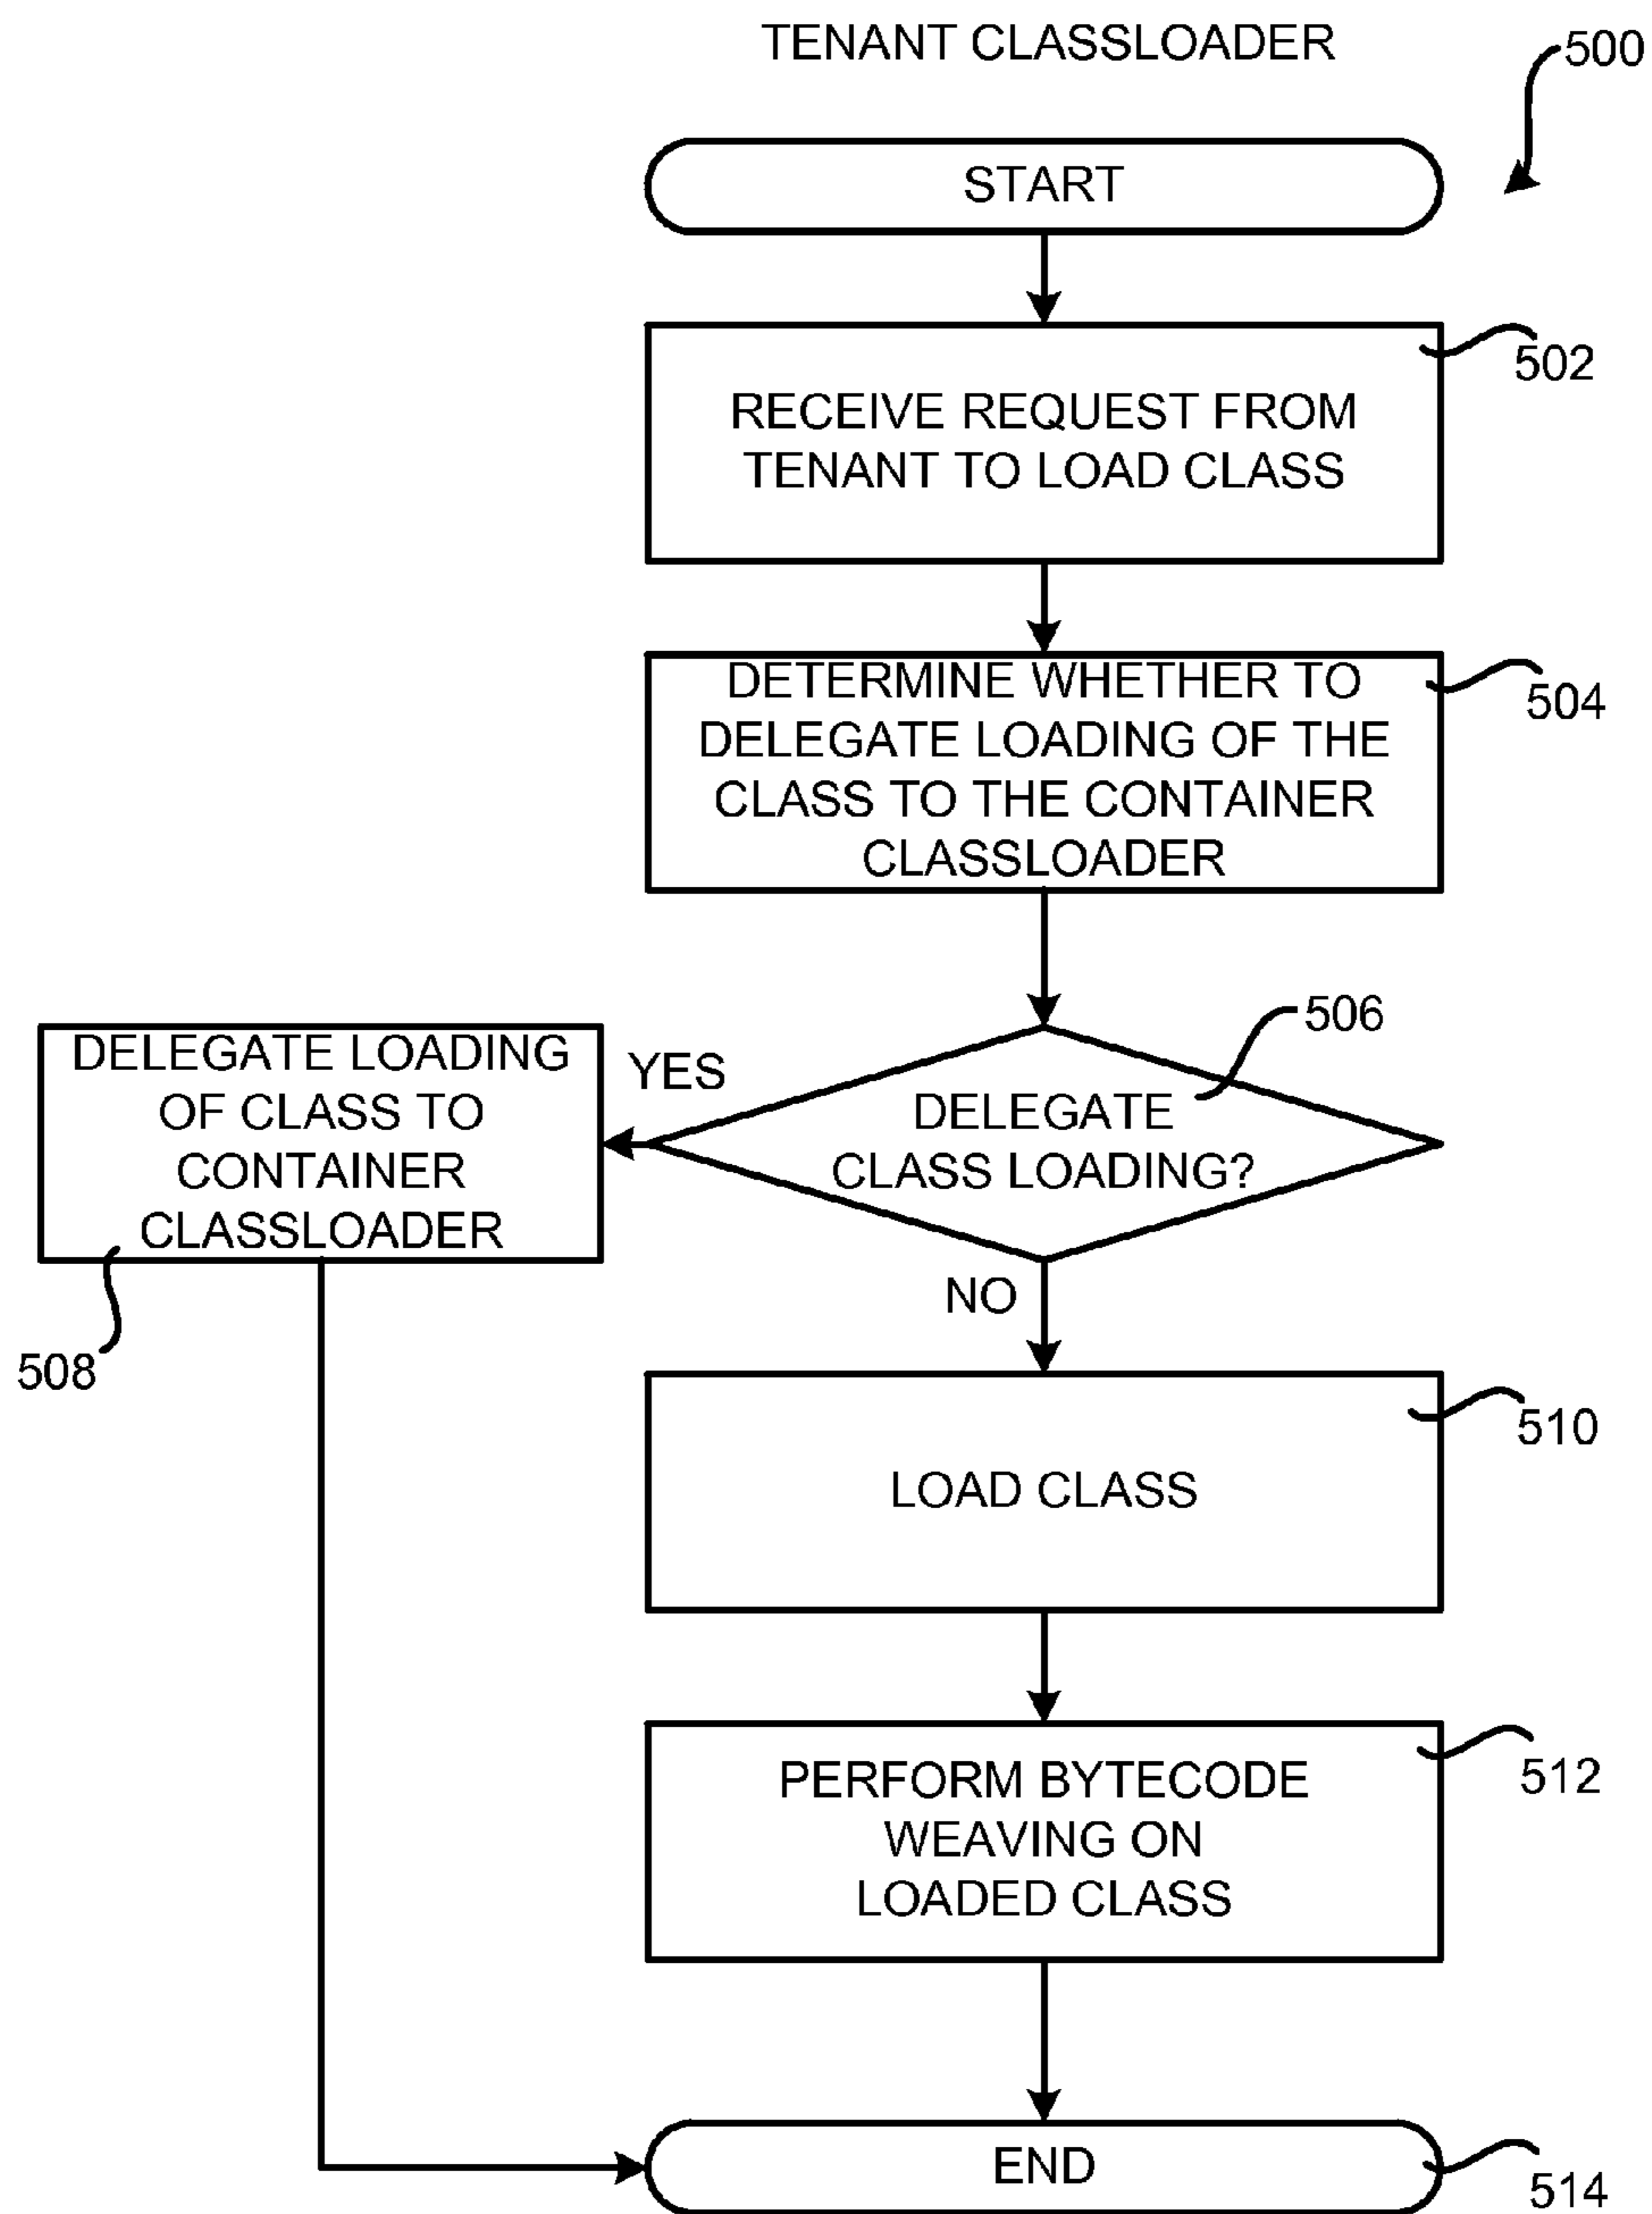 TENANT CLASSLOADER
500
START
502
RECEIVE REQUEST FROM
TENANT TO LOAD CLASS
504
DETERMINE WHETHER TO
DELEGATE LOADING OF THE
CLASS TO THE CONTAINER
CLASSLOADER
506
DELEGATE
CLASS LOADING?
YES
DELEGATE LOADING
OF CLASS TO
CONTAINER
CLASSLOADER
508
NO
510
LOAD CLASS
512
PERFORM BYTECODE
WEAVING ON
LOADED CLASS
END
514